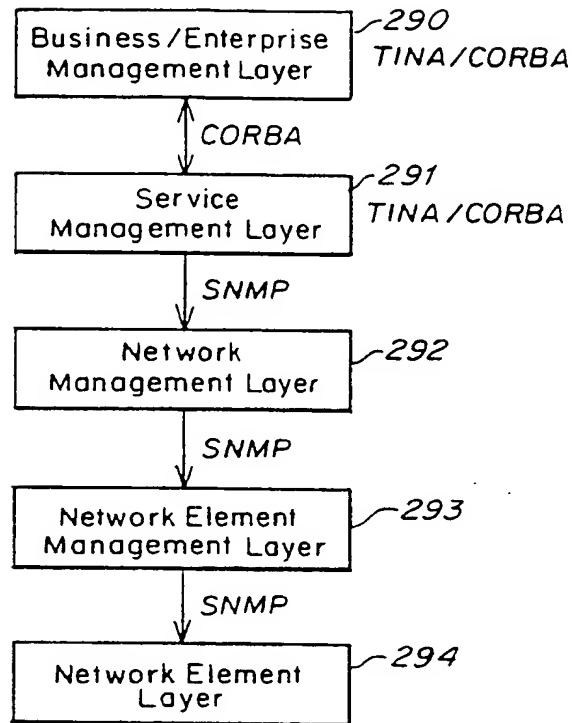 Business/Enterprise
Management Layer
290
TINA/CORBA
CORBA
Service
Management Layer
291
TINA/CORBA
SNMP
Network
Management Layer
292
SNMP
Network Element
Management Layer
293
SNMP
Network Element
Layer
294